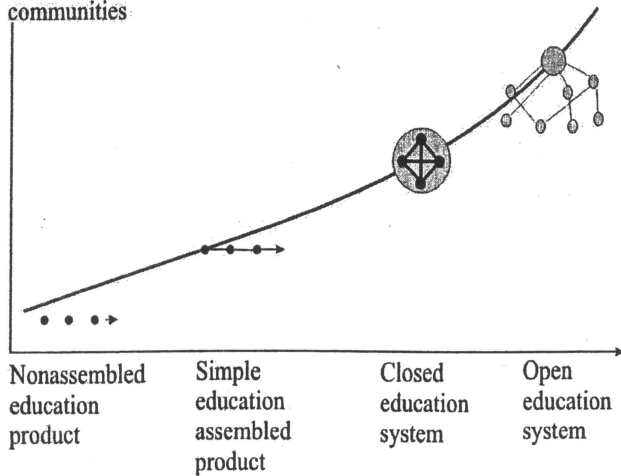 communities
Nonassembled
education
product
Simple
education
assembled
product
Closed
education
system
Open
education
system